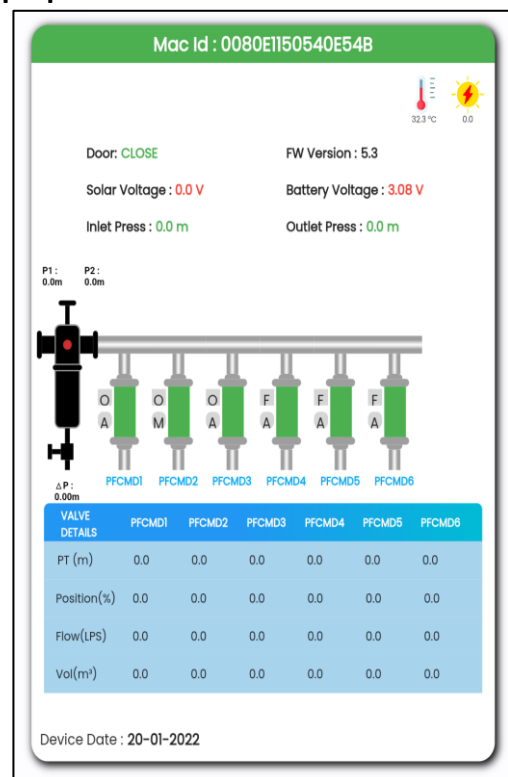 Mac Id : 0080E1150540E54B
32.3 °C 0.0
Door: CLOSE FW Version : 5.3
Solar Voltage : 0.0 V Battery Voltage : 3.08 V
Inlet Press : 0.0 m Outlet Press : 0.0 m
P1 : P2 :
0.0m 0.0m
O O O F F F
A M A A A A
PFCMD1 PFCMD2 PFCMD3 PFCMD4 PFCMD5 PFCMD6
△P :
0.00m
VALVE DETAILS PFCMD1 PFCMD2 PFCMD3 PFCMD4 PFCMD5 PFCMD6
PT (m) 0.0 0.0 0.0 0.0 0.0 0.0
Position(%) 0.0 0.0 0.0 0.0 0.0 0.0
Flow(LPS) 0.0 0.0 0.0 0.0 0.0 0.0
Vol(m³) 0.0 0.0 0.0 0.0 0.0 0.0
Device Date : 20-01-2022